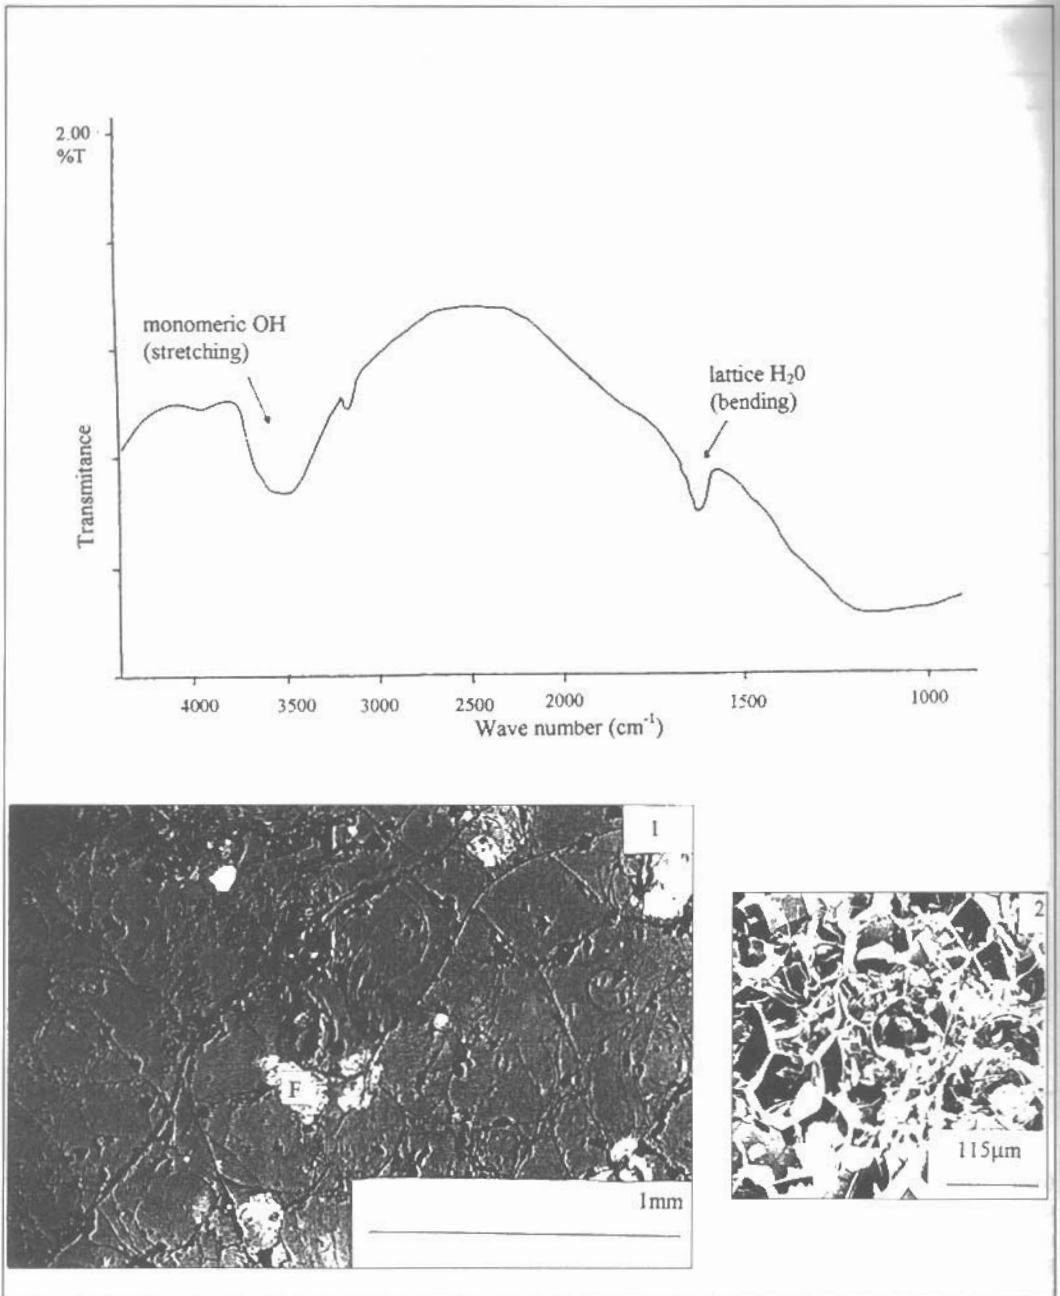 2.00
%T
monomeric OH
(stretching)
lattice H₂0
(bending)
Transmitance
4000 3500 3000 2500 2000 1500 1000
Wave number (cm⁻¹)
1
F
1mm
2
115μm